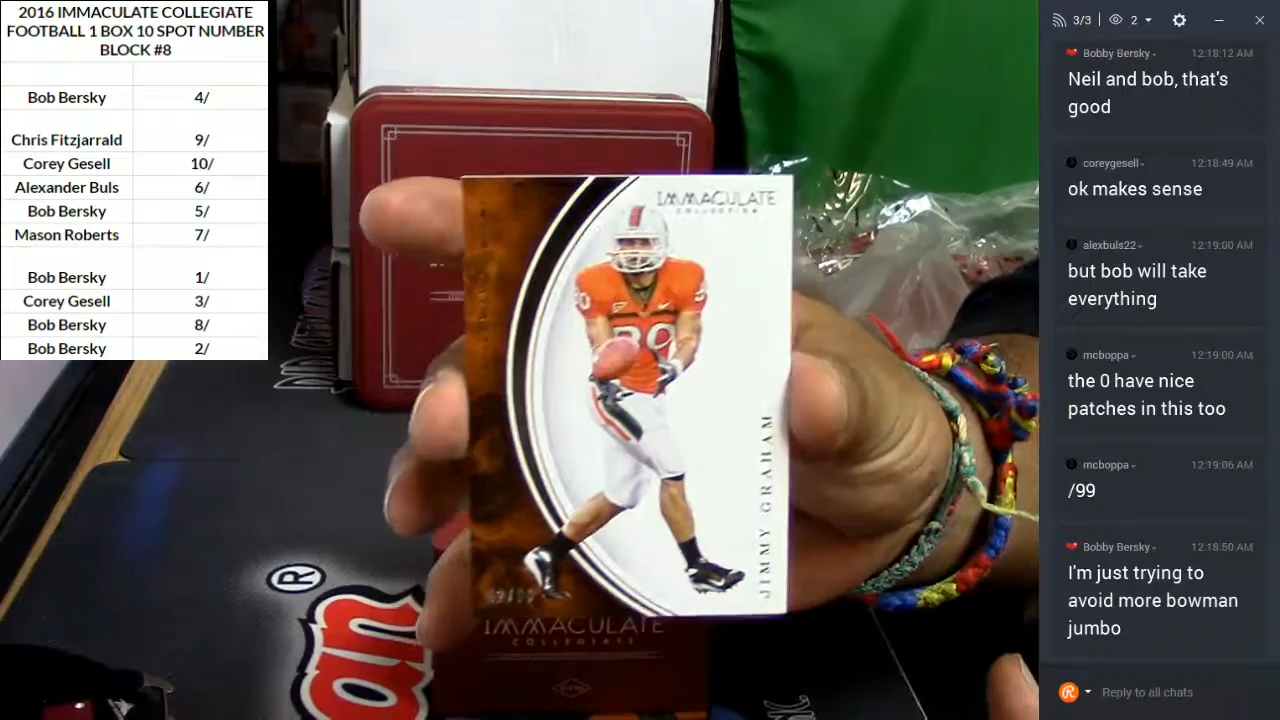 2016 IMMACULATE COLLEGIATE
FOOTBALL 1 BOX 10 SPOT NUMBER
BLOCK #8
Bob Bersky 4/
Chris Fitzjarrald 9/
Corey Gesell 10/
Alexander Buls 6/
Bob Bersky 5/
Mason Roberts 7/
Bob Bersky 1/
Corey Gesell 3/
Bob Bersky 8/
Bob Bersky 2/
IMMACULATE
COLLECTION
JIMMY GRAHAM
IMMACULATE
COLLEGIATE
®
an
3/3 2
Bobby Bersky 12:18:12 AM
Neil and bob, that's
good
coreygesell 12:18:49 AM
ok makes sense
alexbuls22 12:19:00 AM
but bob will take
everything
mcboppa 12:19:00 AM
the 0 have nice
patches in this too
mcboppa 12:19:06 AM
/99
Bobby Bersky 12:18:50 AM
I'm just trying to
avoid more bowman
jumbo
Reply to all chats